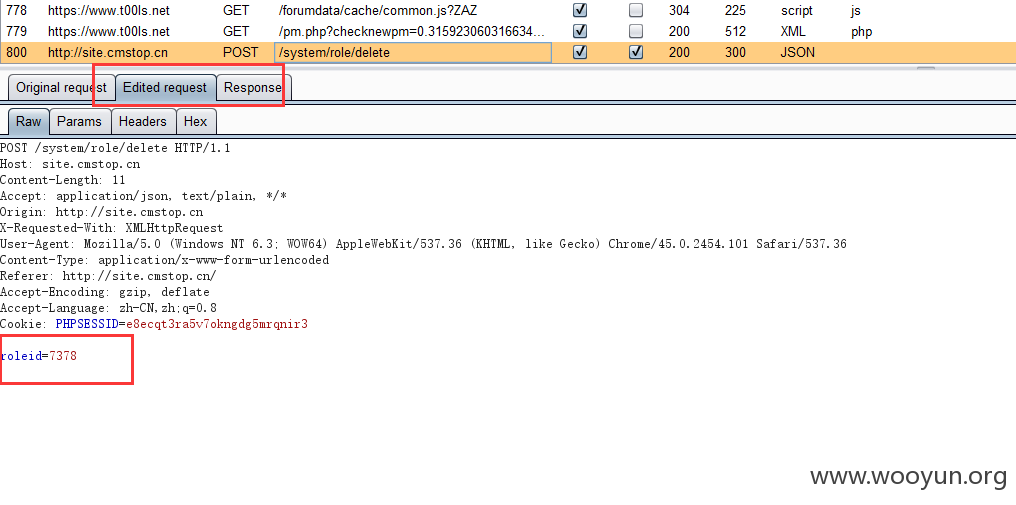 778 https://www.t00ls.net GET /forumdata/cache/common.js?ZAZ 304 225 script js
779 https://www.t00ls.net GET /pm.php?checknewpm=0.315923060316634... 200 512 XML php
800 http://site.cmstop.cn POST /system/role/delete 200 300 JSON
Original request Edited request Response
Raw Params Headers Hex
POST /system/role/delete HTTP/1.1
Host: site.cmstop.cn
Content-Length: 11
Accept: application/json, text/plain, */*
Origin: http://site.cmstop.cn
X-Requested-With: XMLHttpRequest
User-Agent: Mozilla/5.0 (Windows NT 6.3; WOW64) AppleWebKit/537.36 (KHTML, like Gecko) Chrome/45.0.2454.101 Safari/537.36
Content-Type: application/x-www-form-urlencoded
Referer: http://site.cmstop.cn/
Accept-Encoding: gzip, deflate
Accept-Language: zh-CN,zh;q=0.8
Cookie: PHPSESSID=e8ecqt3ra5v7okngdg5mrqnir3
roleid=7378
www.wooyun.org